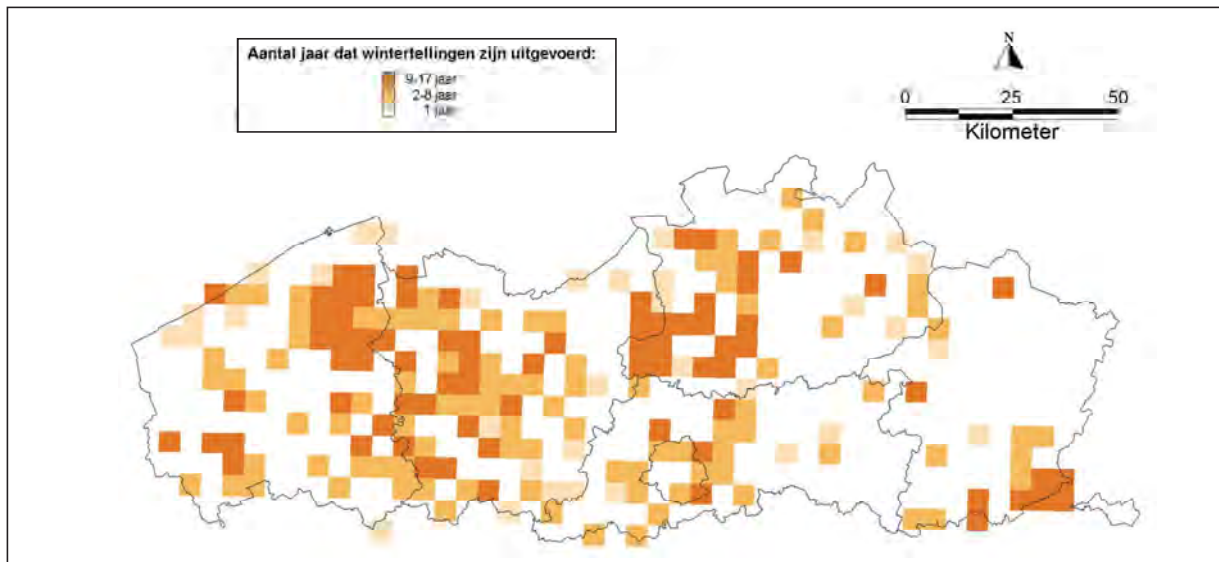 Aantal jaar dat wintertellingen zijn uitgevoerd:
9-17 jaar
2-8 jaar
1 jaar
N
0 25 50
Kilometer